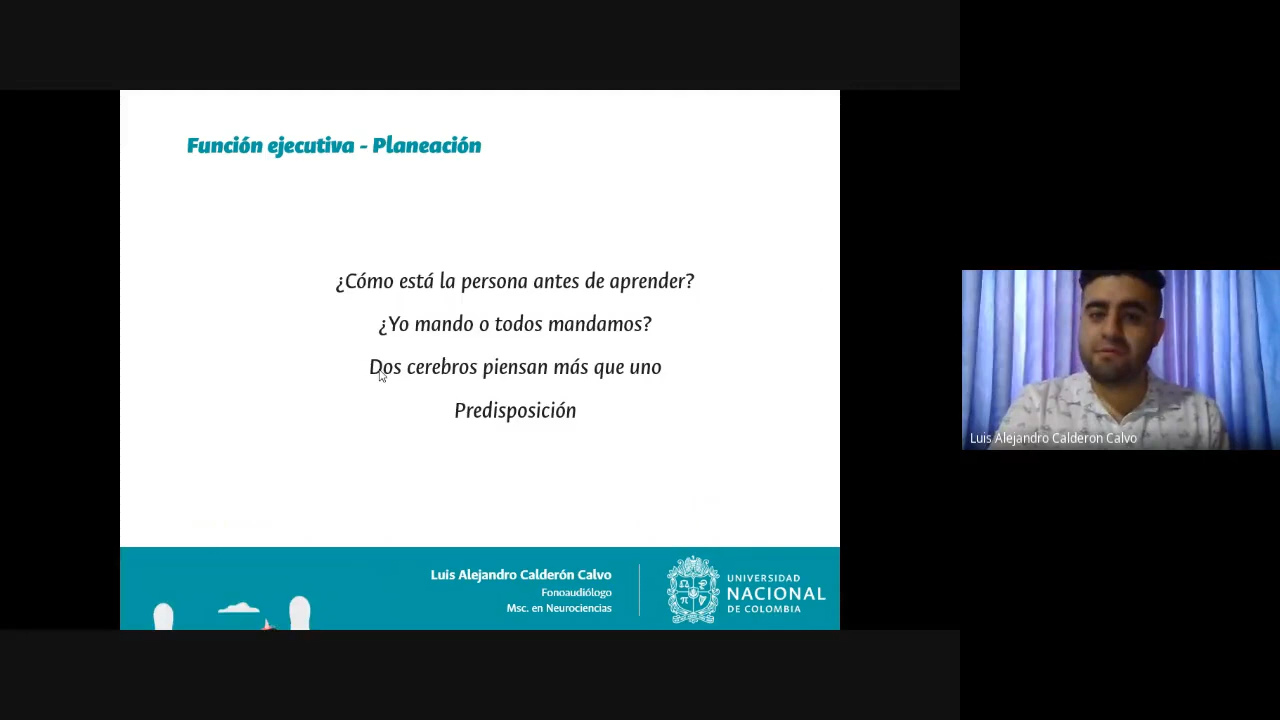 Función ejecutiva - Planeación
¿Cómo está la persona antes de aprender?
¿Yo mando o todos mandamos?
Dos cerebros piensan más que uno
Predisposición
Luis Alejandro Calderón Calvo
Fonoaudiólogo
Msc. en Neurociencias
UNIVERSIDAD
NACIONAL
DE COLOMBIA
Luis Alejandro Calderon Calvo